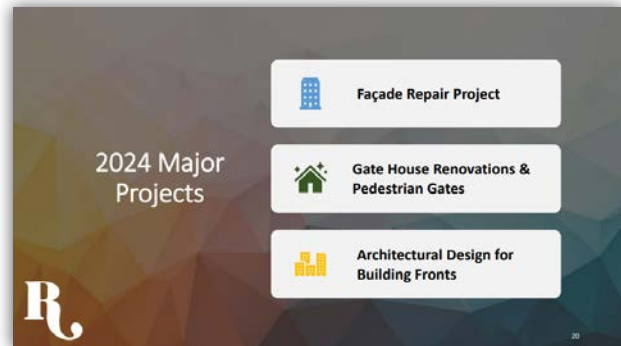 2024 Major
Projects
Façade Repair Project
Gate House Renovations &
Pedestrian Gates
Architectural Design for
Building Fronts
R
20